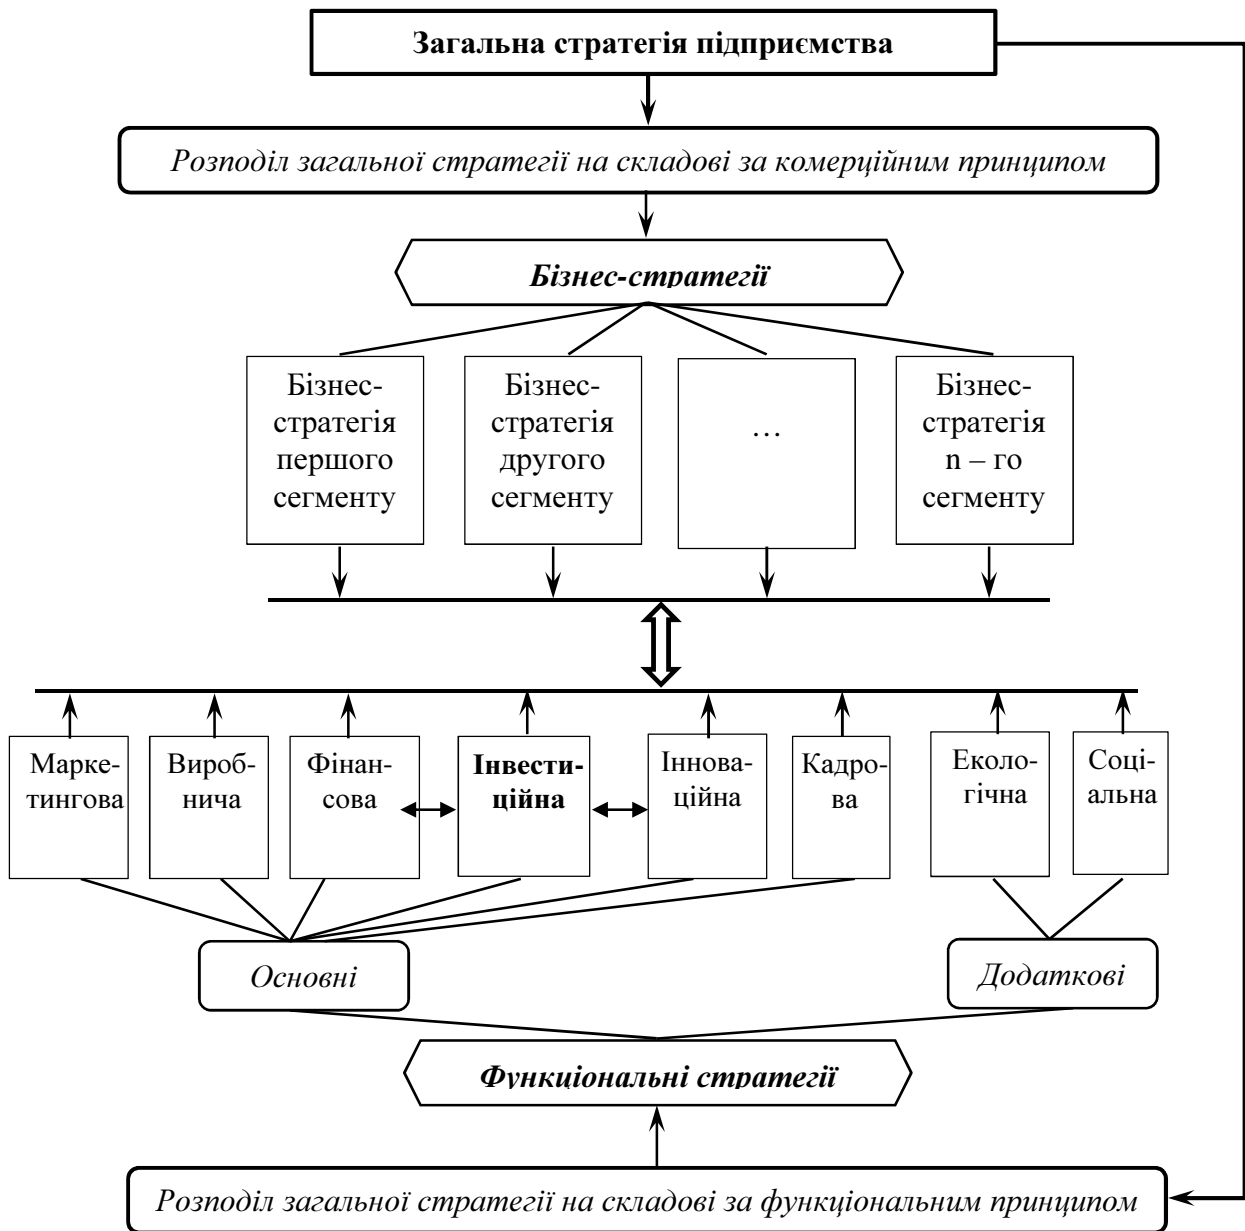 Загальна стратегія підприємства
Розподіл загальної стратегії на складові за комерційним принципом
Бізнес-стратегії
Бізнес-
стратегія
першого
сегменту
Бізнес-
стратегія
другого
сегменту
...
Бізнес-
стратегія
n – го
сегменту
Марке-
тингова
Вироб-
нича
Фінан-
сова
Інвести-
ційна
Іннова-
ційна
Кадро-
ва
Еколо-
гічна
Соці-
альна
Основні
Додаткові
Функціональні стратегії
Розподіл загальної стратегії на складові за функціональним принципом